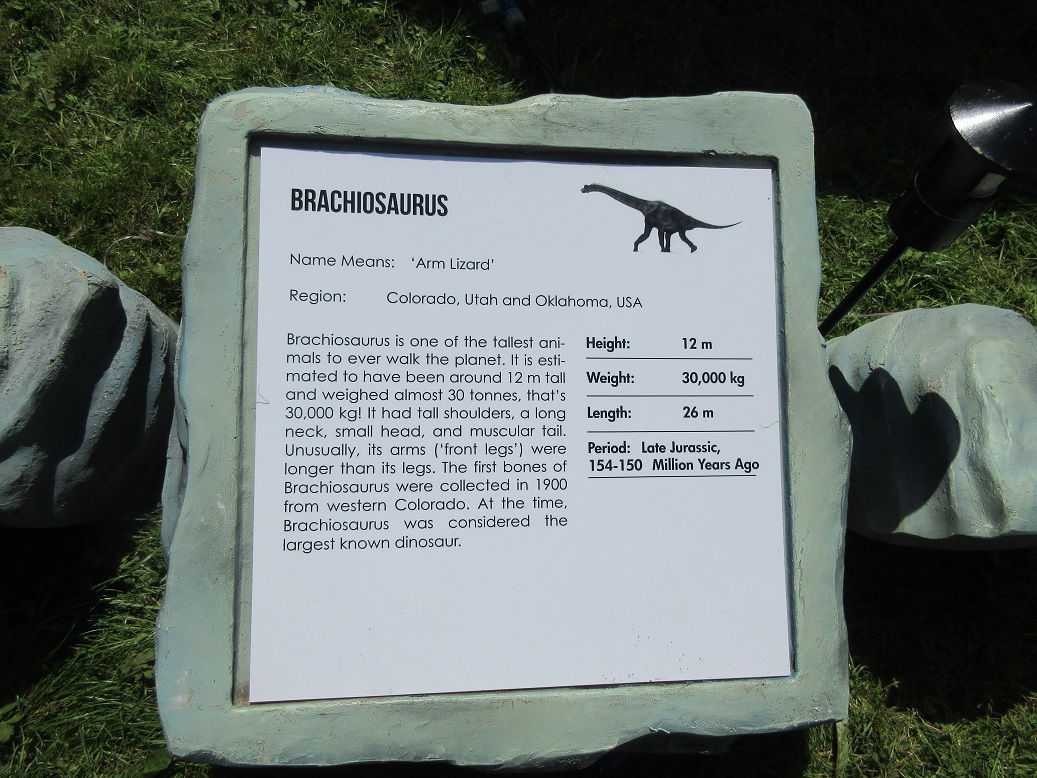 BRACHIOSAURUS
Name Means: ‘Arm Lizard’
Region: Colorado, Utah and Oklahoma, USA
Brachiosaurus is one of the tallest ani-
mals to ever walk the planet. It is esti-
mated to have been around 12 m tall
and weighed almost 30 tonnes, that’s
30,000 kg! It had tall shoulders, a long
neck, small head, and muscular tail.
Unusually, its arms (‘front legs’) were
longer than its legs. The first bones of
Brachiosaurus were collected in 1900
from western Colorado. At the time,
Brachiosaurus was considered the
largest known dinosaur.
Height: 12 m
Weight: 30,000 kg
Length: 26 m
Period: Late Jurassic,
154-150 Million Years Ago